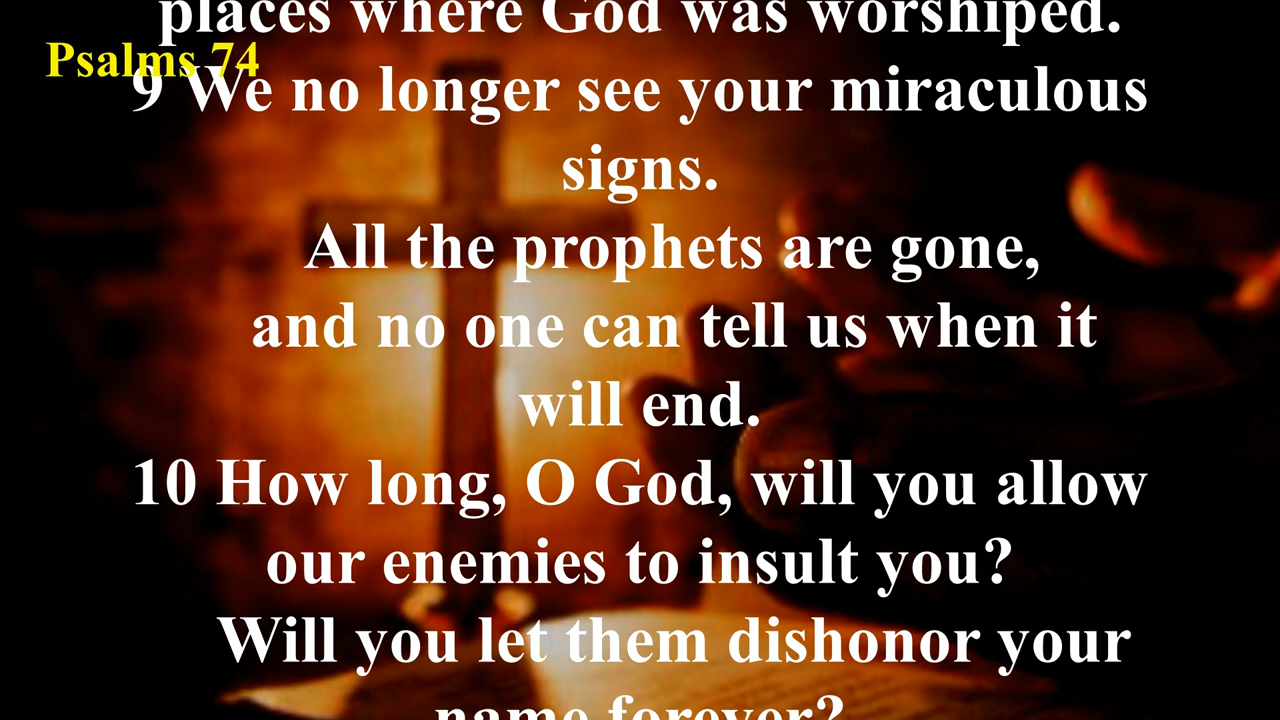 places where God was worshiped.
Psalms 74
9 We no longer see your miraculous
signs.
All the prophets are gone,
and no one can tell us when it
will end.
10 How long, O God, will you allow
our enemies to insult you?
Will you let them dishonor your
name forever?